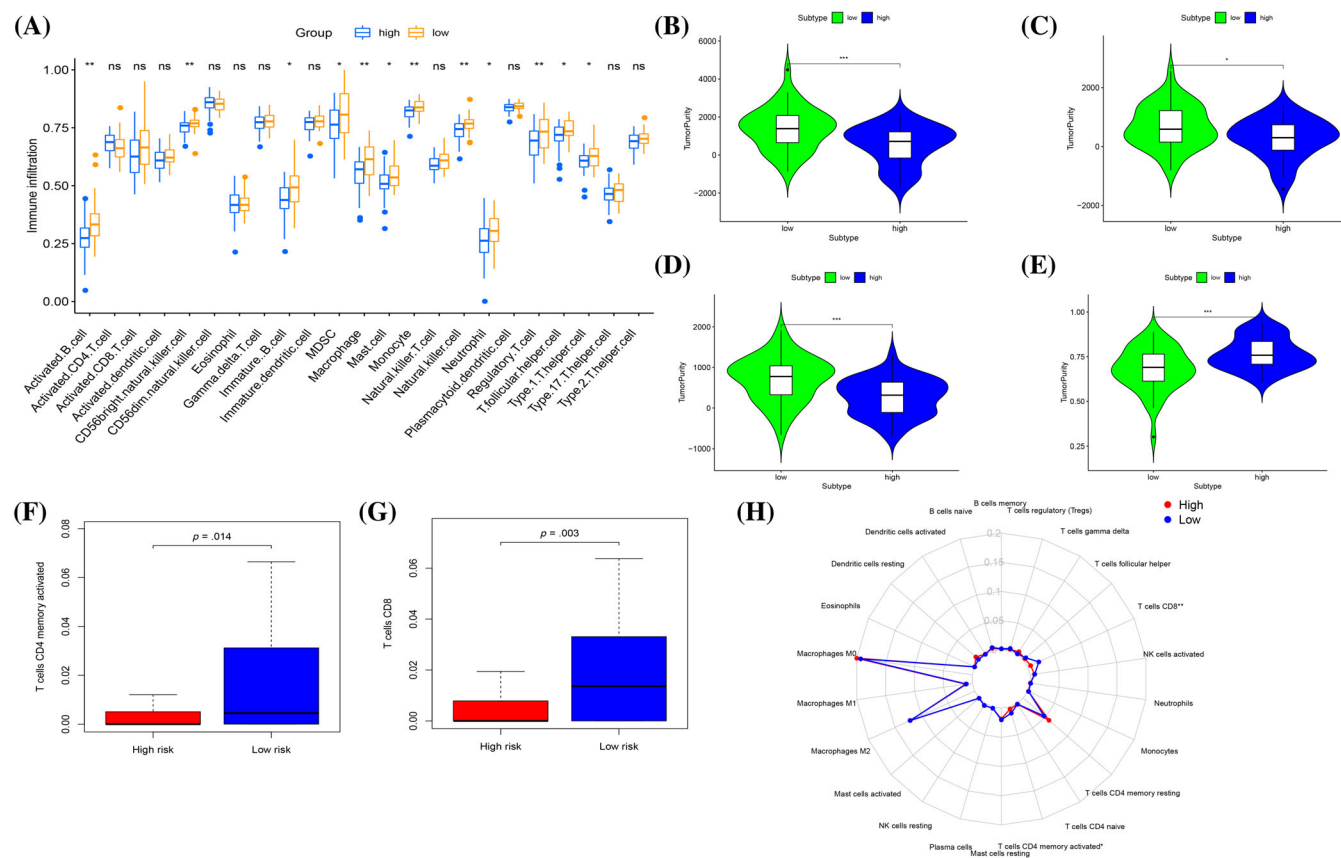 (A)
Group high low
** ns ns ns ** ns ns ns * ns * ** * ** ns ** * ns ** * * ns ns
Immune infiltration
1.00
0.75
0.50
0.25
0.00
Activated.B.cell
Activated.CD4.T.cell
Activated.CD8.T.cell
Activated.dendritic.cell
CD56bright.natural.killer.cell
CD56dim.natural.killer.cell
Eosinophil
Gamma.delta.T.cell
Immature..B.cell
Immature.dendritic.cell
MDSC
Macrophage
Mast.cell
Monocyte
Natural.killer.T.cell
Natural.killer.cell
Neutrophil
Plasmacytoid.dendritic.cell
Regulatory.T.cell
T.follicular.helper.cell
Type.1.T.helper.cell
Type.17.T.helper.cell
Type.2.T.helper.cell
(B)
Subtype low high
***
TumorPurity
6000
4000
2000
0
−2000
low high
Subtype
(C)
Subtype low high
*
TumorPurity
2000
0
−2000
low high
Subtype
(D)
Subtype low high
***
TumorPurity
2000
1000
0
−1000
low high
Subtype
(E)
Subtype low high
***
TumorPurity
1.00
0.75
0.50
0.25
low high
Subtype
(F)
p = .014
T cells CD4 memory activated
0.08
0.06
0.04
0.02
0.00
High risk Low risk
(G)
p = .003
T cells CD8
0.06
0.04
0.02
0.00
High risk Low risk
(H)
High
Low
B cells memory
B cells naive
Dendritic cells activated
Dendritic cells resting
Eosinophils
Macrophages M0
Macrophages M1
Macrophages M2
Mast cells activated
NK cells resting
Plasma cells
Mast cells resting
T cells CD4 memory activated*
T cells CD4 naive
T cells CD4 memory resting
Monocytes
Neutrophils
NK cells activated
T cells CD8**
T cells follicular helper
T cells gamma delta
T cells regulatory (Tregs)
0.2
0.15
0.1
0.05